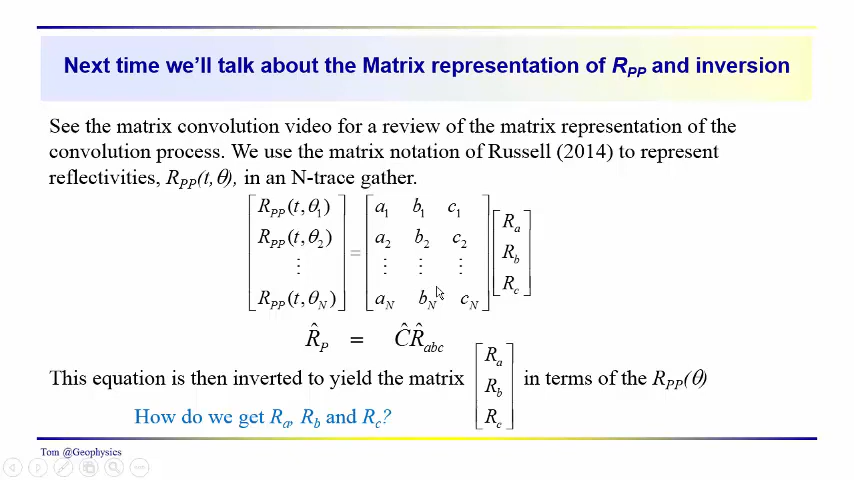 Next time we'll talk about the Matrix representation of R_PP and inversion
See the matrix convolution video for a review of the matrix representation of the
convolution process. We use the matrix notation of Russell (2014) to represent
reflectivities, R_PP(t,θ), in an N-trace gather.
[R_PP(t,θ_1)] [a_1 b_1 c_1] [R_a]
[R_PP(t,θ_2)] = [a_2 b_2 c_2] [R_b]
[⋮] [⋮ ⋮ ⋮]
[R_PP(t,θ_N)] [a_N b_N c_N] [R_c]
R̂_P = ĈR̂_abc
This equation is then inverted to yield the matrix [R_a R_b R_c] in terms of the R_PP(θ)
How do we get R_a, R_b and R_c?
Tom @Geophysics